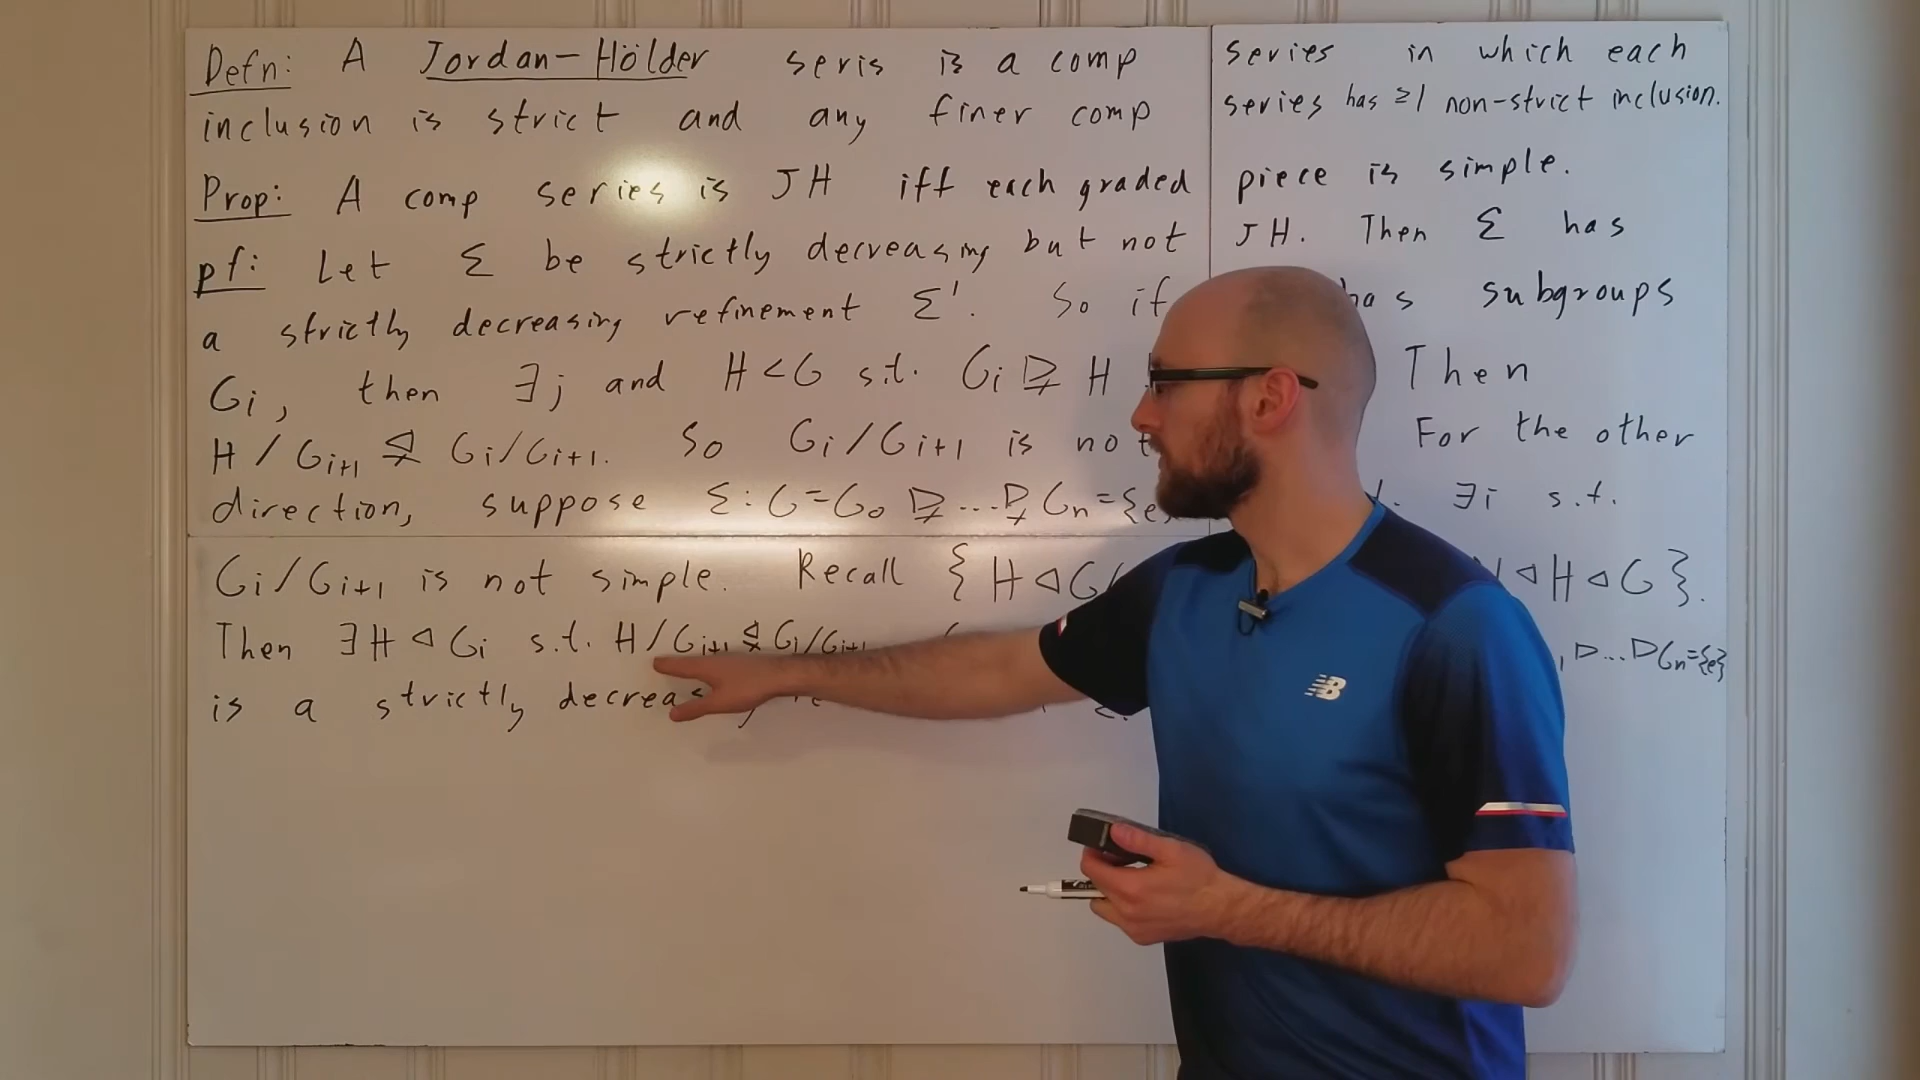 Defn: A Jordan-Hölder seris is a comp series in which each
inclusion is strict and any finer comp series has ≥1 non-strict inclusion.
Prop: A comp series is JH iff each graded piece is simple.
pf: Let Σ be strictly decreasing but not JH. Then Σ has
a strictly decreasing refinement Σ'. So if has subgroups
Gi, then ∃j and H<G s.t. Gi ⋭ H Then
H/Gi+1 ⋬ Gi/Gi+1. So Gi/Gi+1 is not For the other
direction, suppose Σ: G=G0 ⋭...⋭ Gn={e} ∃i s.t.
Gi/Gi+1 is not simple. Recall {H◁G/ ◁H◁G}.
Then ∃H◁Gi s.t. H/Gi+1 ⋬ Gi/Gi+1 ▷...▷Gn={e}
is a strictly decreas Σ.
NB